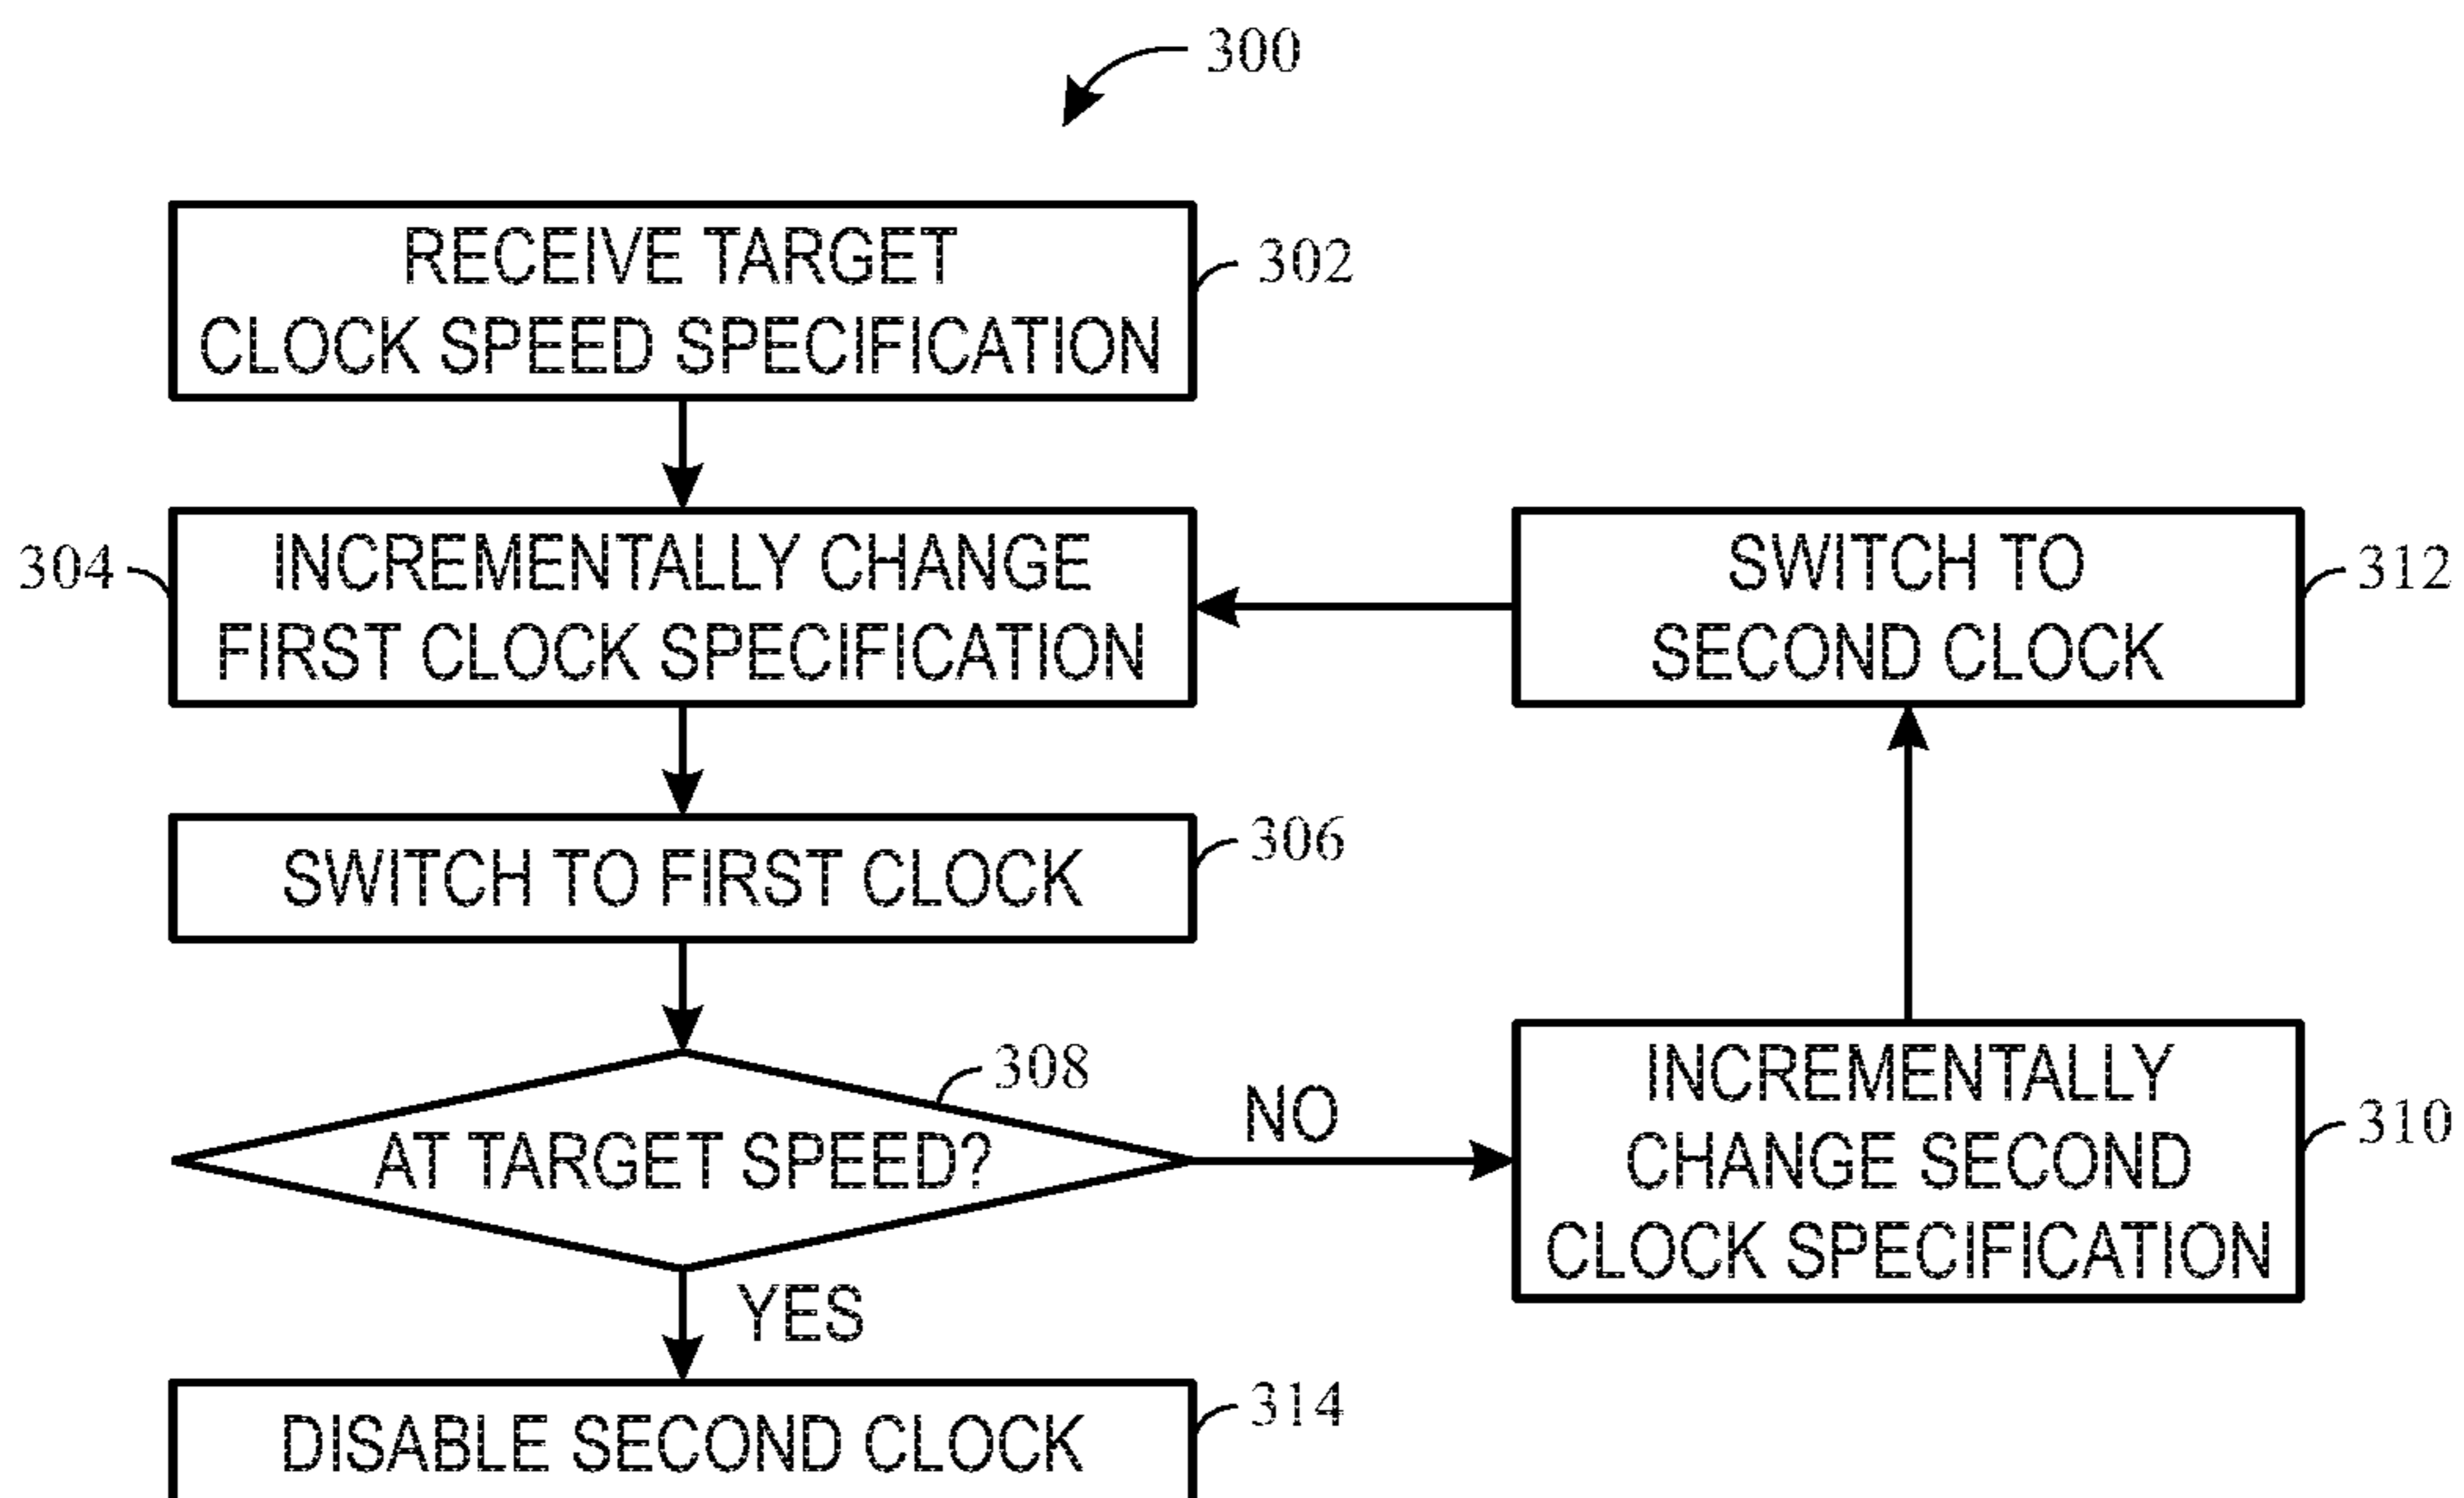 300
RECEIVE TARGET
CLOCK SPEED SPECIFICATION
302
304
INCREMENTALLY CHANGE
FIRST CLOCK SPECIFICATION
SWITCH TO
SECOND CLOCK
312
SWITCH TO FIRST CLOCK
306
308
AT TARGET SPEED?
NO
INCREMENTALLY
CHANGE SECOND
CLOCK SPECIFICATION
310
YES
DISABLE SECOND CLOCK
314